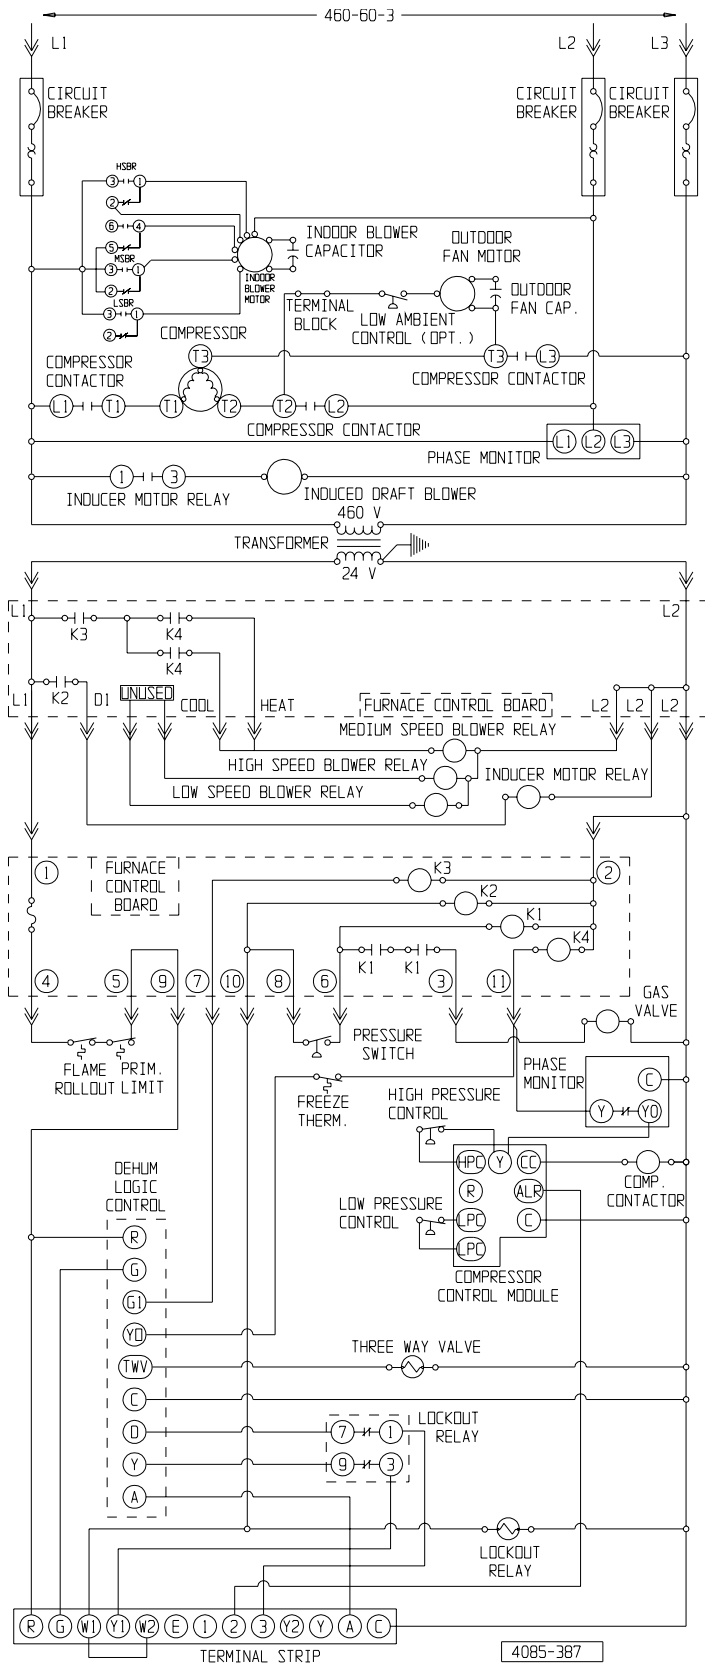 460-60-3
L1
L2
L3
CIRCUIT
BREAKER
CIRCUIT
BREAKER
CIRCUIT
BREAKER
HSBR
3 1
2
6 4
5
MSBR
3 1
2
LSBR
3 1
2
INDOOR
BLOWER
MOTOR
INDOOR BLOWER
CAPACITOR
OUTDOOR
FAN MOTOR
OUTDOOR
FAN CAP.
TERMINAL
BLOCK
LOW AMBIENT
CONTROL (OPT.)
COMPRESSOR
T3
T3 L3
COMPRESSOR
CONTACTOR
COMPRESSOR CONTACTOR
L1 T1 T1 T2 T2 L2
COMPRESSOR CONTACTOR
L1 L2 L3
PHASE MONITOR
1 3
INDUCER MOTOR RELAY
INDUCED DRAFT BLOWER
460 V
TRANSFORMER
24 V
L1
L2
K3
K4
K4
L1
K2
D1
UNUSED
COOL
HEAT
FURNACE CONTROL BOARD
L2
L2
L2
MEDIUM SPEED BLOWER RELAY
HIGH SPEED BLOWER RELAY
INDUCER MOTOR RELAY
LOW SPEED BLOWER RELAY
1
FURNACE
CONTROL
BOARD
K3
2
K2
K1
K4
K1
K1
4 5 9 7 10 8 6 3 11
GAS
VALVE
FLAME
ROLLOUT
PRIM.
LIMIT
PRESSURE
SWITCH
PHASE
MONITOR
C
Y YO
FREEZE
THERM.
HIGH PRESSURE
CONTROL
HPC Y CC
R ALR
LPC C
LPC
COMP.
CONTACTOR
LOW PRESSURE
CONTROL
COMPRESSOR
CONTROL MODULE
DEHUM
LOGIC
CONTROL
R
G
G1
YO
TWV
THREE WAY VALVE
C
D
7 1
LOCKOUT
RELAY
Y
9 3
A
LOCKOUT
RELAY
R G W1 Y1 W2 E 1 2 3 Y2 Y A C
TERMINAL STRIP
4085-387